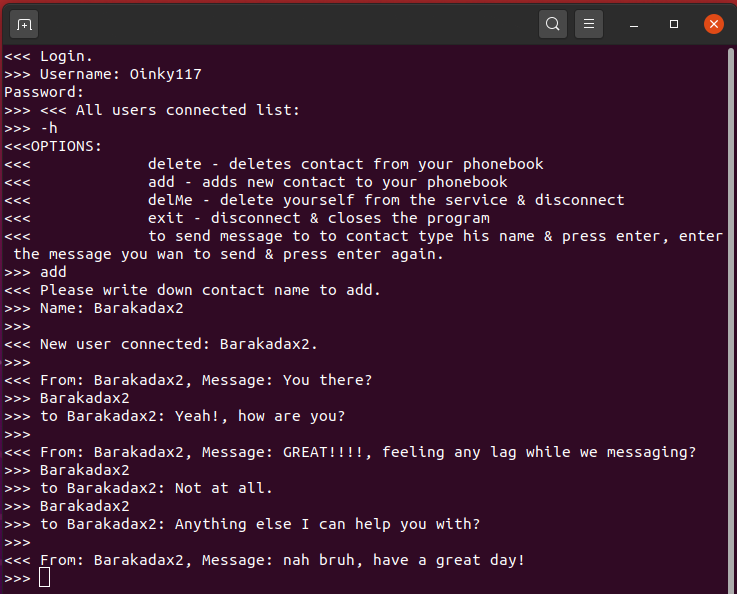 <<< Login.
>>> Username: Oinky117
Password:
>>> <<< All users connected list:
>>> -h
<<<OPTIONS:
<<<             delete - deletes contact from your phonebook
<<<             add - adds new contact to your phonebook
<<<             delMe - delete yourself from the service & disconnect
<<<             exit - disconnect & closes the program
<<<             to send message to to contact type his name & press enter, enter
 the message you wan to send & press enter again.
>>> add
<<< Please write down contact name to add.
>>> Name: Barakadax2
>>>
<<< New user connected: Barakadax2.
>>>
<<< From: Barakadax2, Message: You there?
>>> Barakadax2
>>> to Barakadax2: Yeah!, how are you?
>>>
<<< From: Barakadax2, Message: GREAT!!!!, feeling any lag while we messaging?
>>> Barakadax2
>>> to Barakadax2: Not at all.
>>> Barakadax2
>>> to Barakadax2: Anything else I can help you with?
>>>
<<< From: Barakadax2, Message: nah bruh, have a great day!
>>>